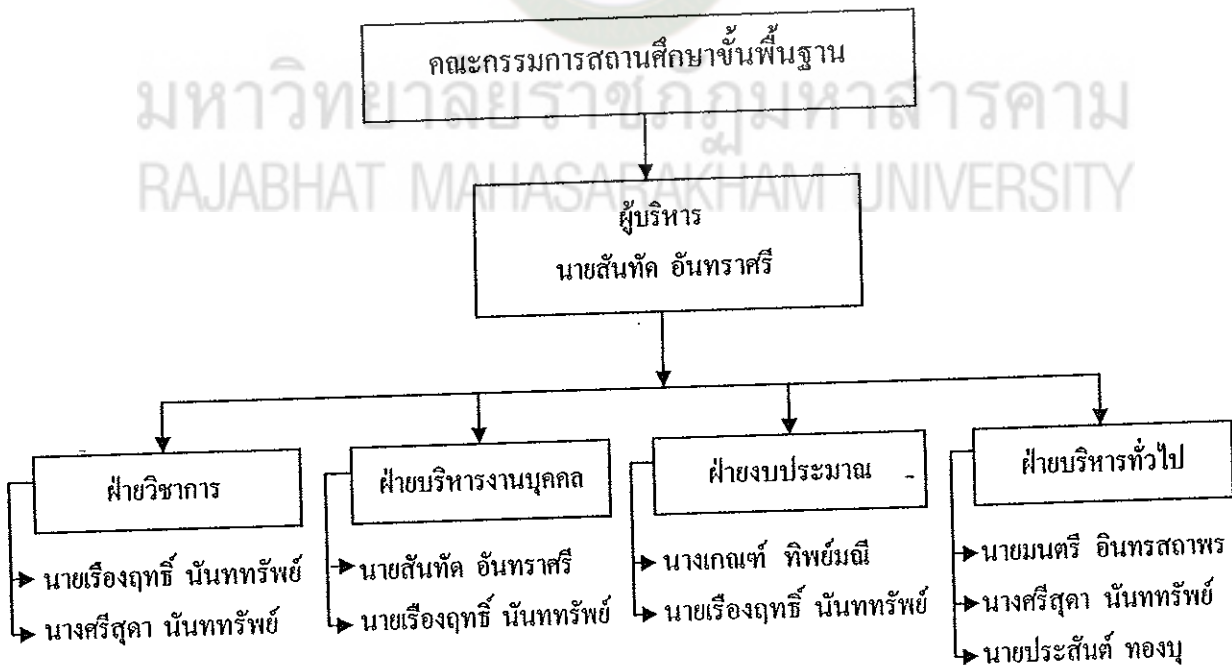 คณะกรรมการสถานศึกษาขั้นพื้นฐาน
มหาวิทยาลัยราชภัฏมหาสารคาม
RAJABHAT MAHASARAKHAM UNIVERSITY
ผู้บริหาร
นายสันทัด อันทราศรี
ฝ่ายวิชาการ
นายเรืองฤทธิ์ นันททรัพย์
นางศรีสุดา นันททรัพย์
ฝ่ายบริหารงานบุคคล
นายสันทัด อันทราศรี
นายเรืองฤทธิ์ นันททรัพย์
ฝ่ายงบประมาณ
นางเกณฑ์ ทิพย์มณี
นายเรืองฤทธิ์ นันททรัพย์
ฝ่ายบริหารทั่วไป
นายมนตรี อินทรสถาพร
นางศรีสุดา นันททรัพย์
นายประสันต์ ทองบุ